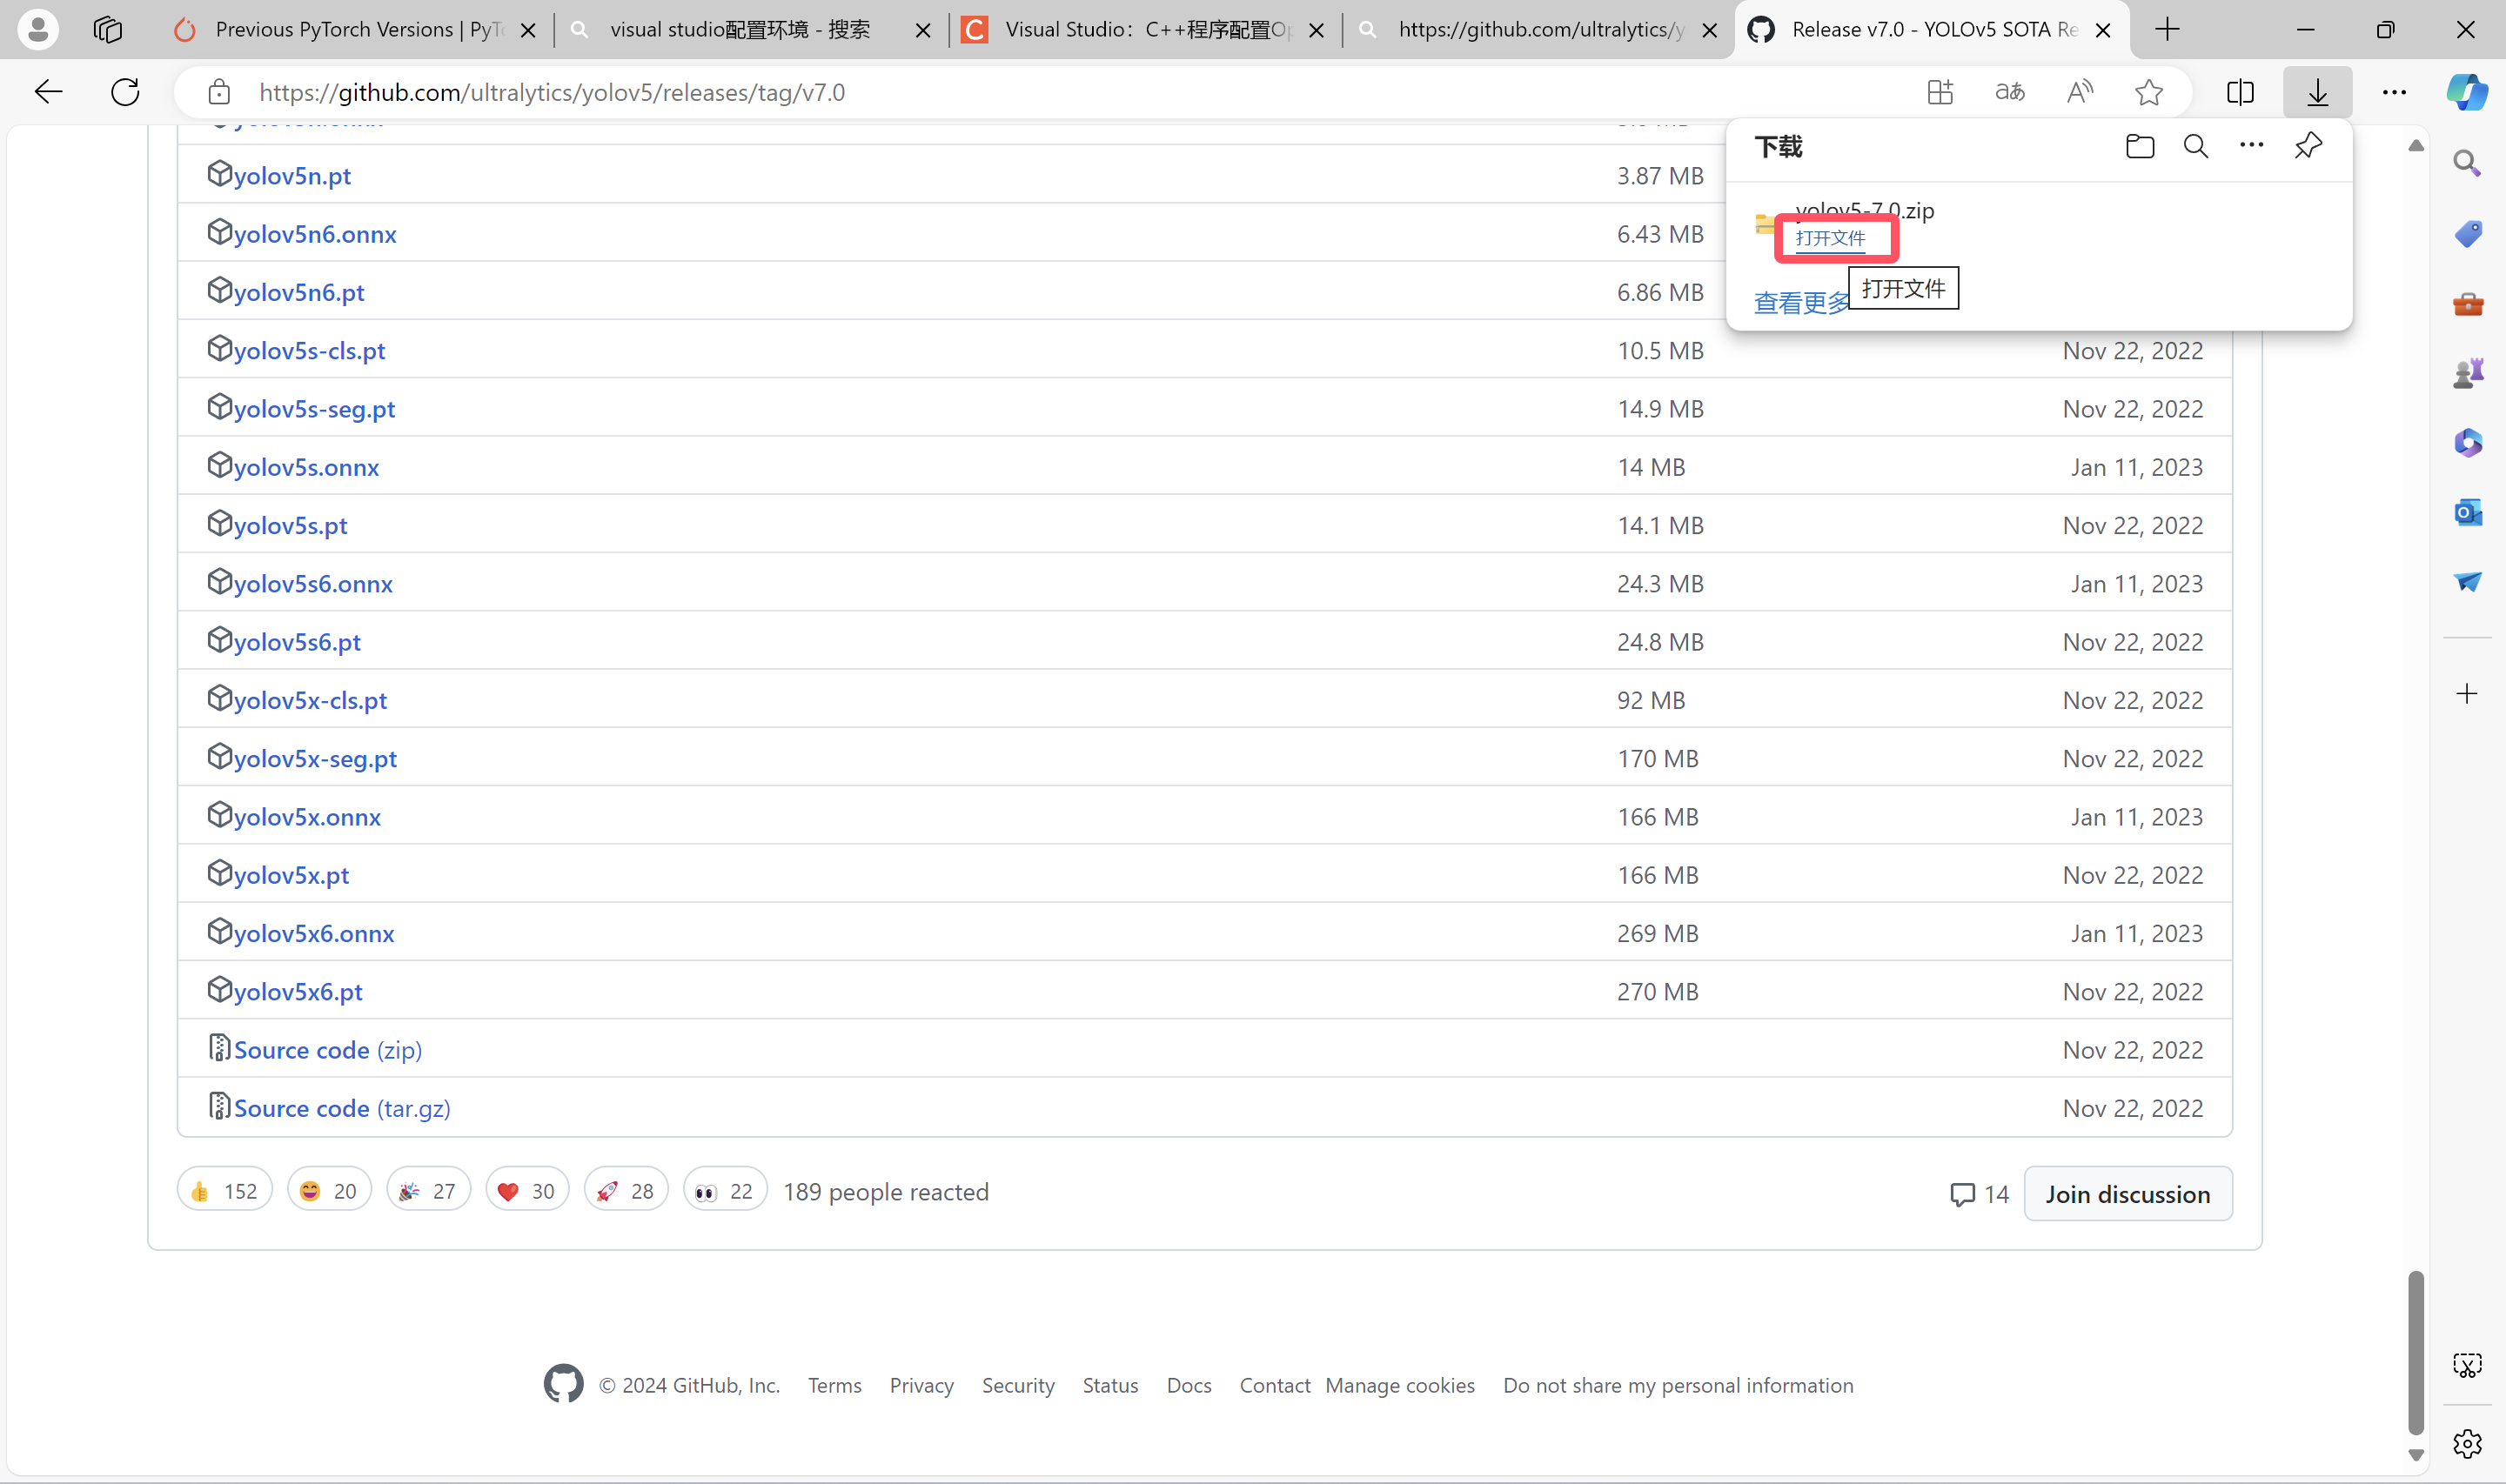 Previous PyTorch Versions | PyT
visual studio配置环境 - 搜索
Visual Studio：C++程序配置Op
https://github.com/ultralytics/y
Release v7.0 - YOLOv5 SOTA Re
https://github.com/ultralytics/yolov5/releases/tag/v7.0
下载
yolov5-7.0.zip
打开文件
打开文件
查看更多
yolov5n.pt 3.87 MB
yolov5n6.onnx 6.43 MB
yolov5n6.pt 6.86 MB
yolov5s-cls.pt 10.5 MB Nov 22, 2022
yolov5s-seg.pt 14.9 MB Nov 22, 2022
yolov5s.onnx 14 MB Jan 11, 2023
yolov5s.pt 14.1 MB Nov 22, 2022
yolov5s6.onnx 24.3 MB Jan 11, 2023
yolov5s6.pt 24.8 MB Nov 22, 2022
yolov5x-cls.pt 92 MB Nov 22, 2022
yolov5x-seg.pt 170 MB Nov 22, 2022
yolov5x.onnx 166 MB Jan 11, 2023
yolov5x.pt 166 MB Nov 22, 2022
yolov5x6.onnx 269 MB Jan 11, 2023
yolov5x6.pt 270 MB Nov 22, 2022
Source code (zip) Nov 22, 2022
Source code (tar.gz) Nov 22, 2022
152 20 27 30 28 22 189 people reacted 14 Join discussion
© 2024 GitHub, Inc. Terms Privacy Security Status Docs Contact Manage cookies Do not share my personal information